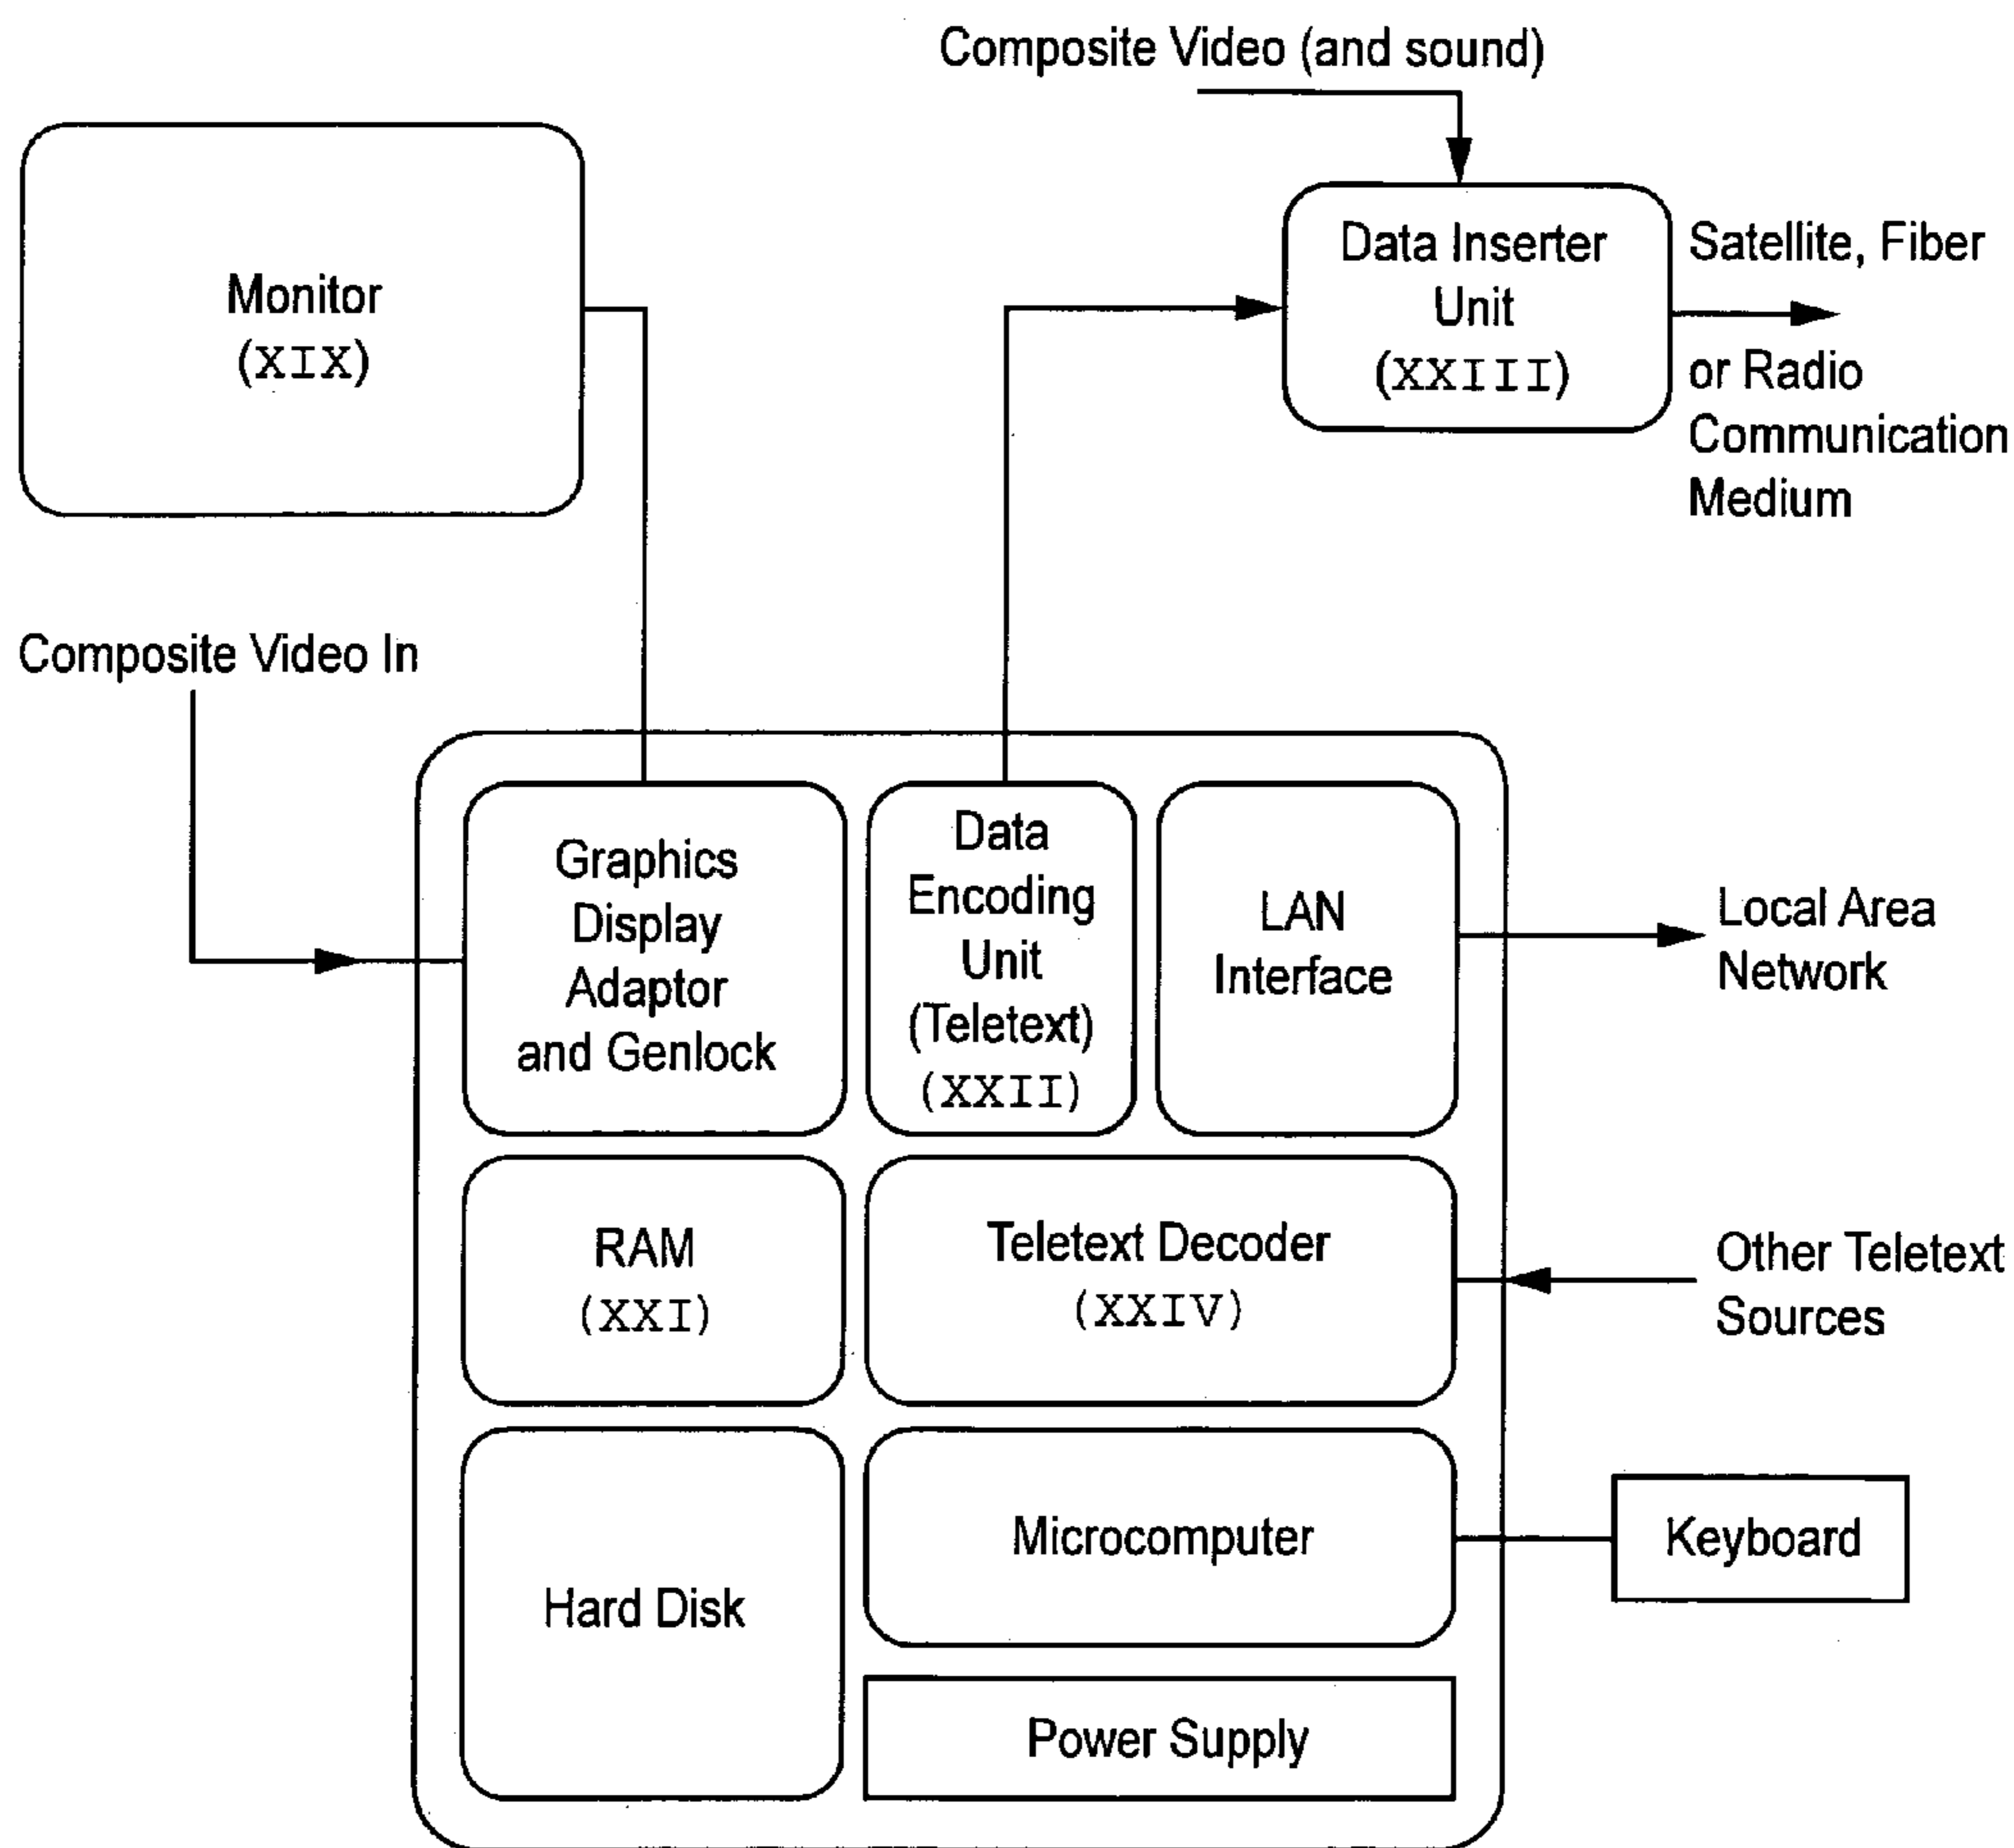 Composite Video (and sound)
Monitor
(XIX)
Data Inserter
Unit
(XXIII)
Satellite, Fiber
or Radio
Communication
Medium
Composite Video In
Graphics
Display
Adaptor
and Genlock
Data
Encoding
Unit
(Teletext)
(XXII)
LAN
Interface
Local Area
Network
RAM
(XXI)
Teletext Decoder
(XXIV)
Other Teletext
Sources
Hard Disk
Microcomputer
Keyboard
Power Supply